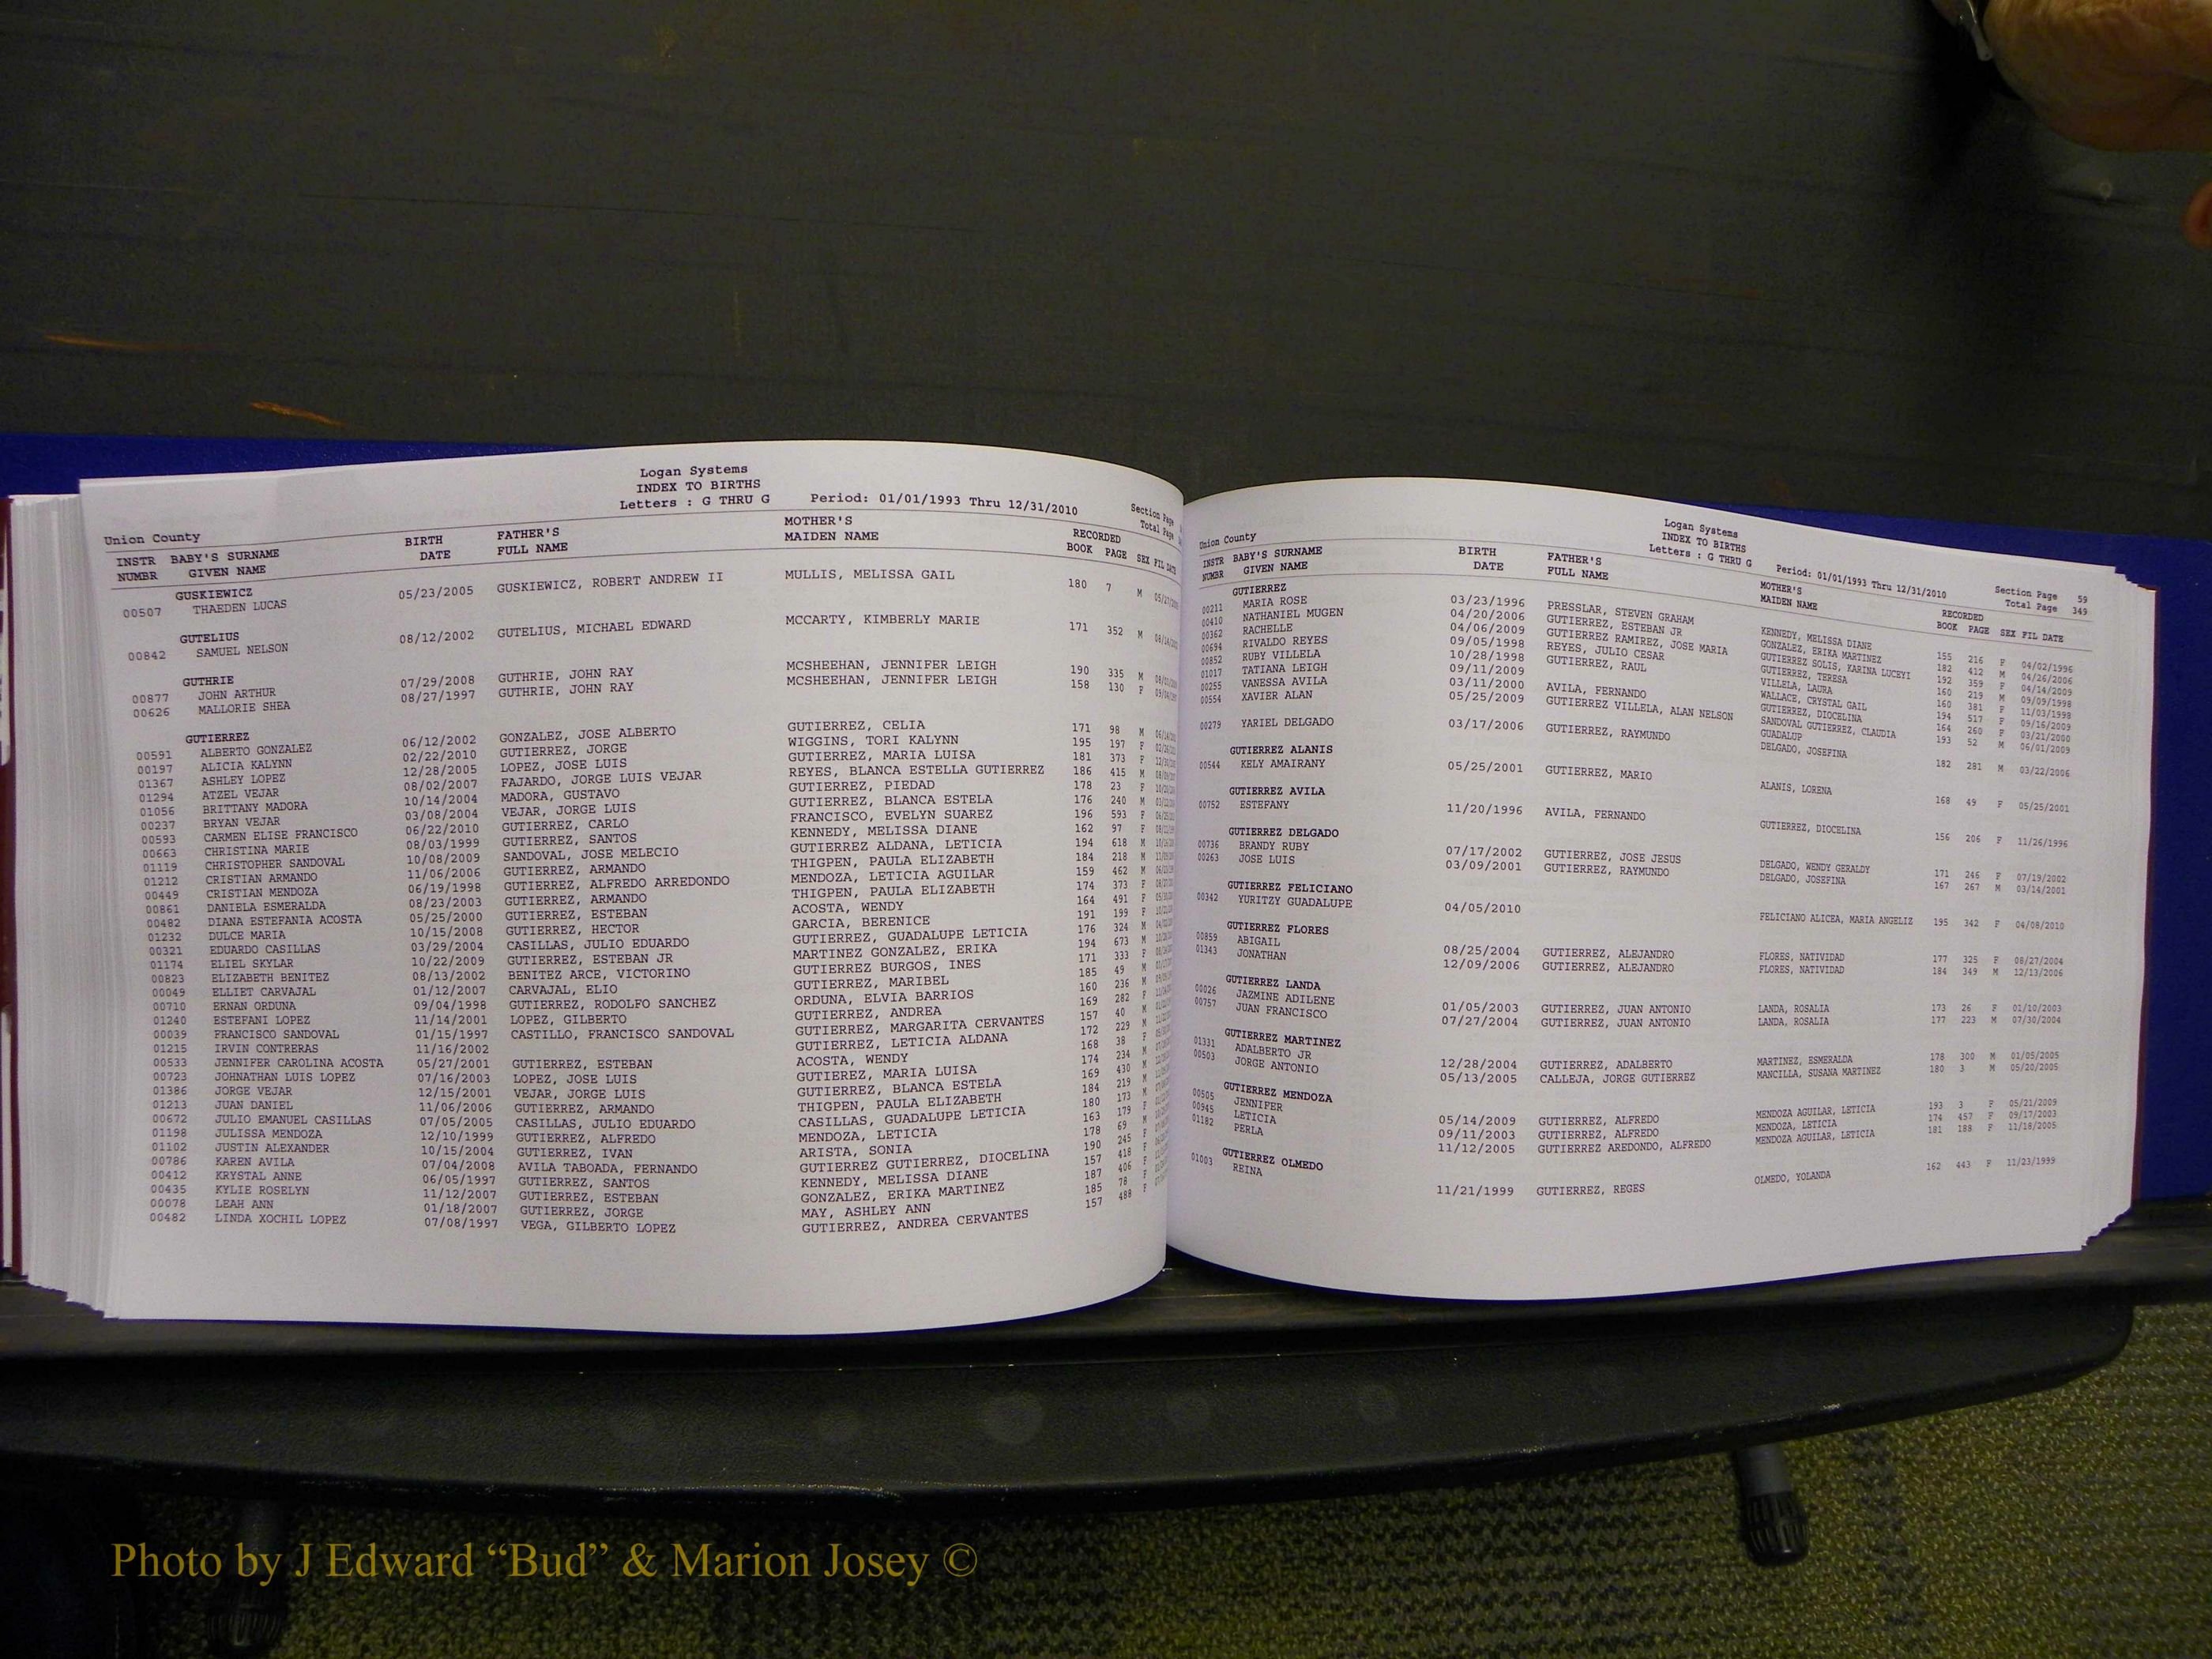 Logan Systems
INDEX TO BIRTHS
Letters : G THRU G Period: 01/01/1993 Thru 12/31/2010
Section Page
Total Page
Union County
INSTR BABY'S SURNAME BIRTH FATHER'S MOTHER'S RECORDED
NUMBR GIVEN NAME DATE FULL NAME MAIDEN NAME BOOK PAGE SEX FIL DATE
GUSKIEWICZ
00507 THAEDEN LUCAS 05/23/2005 GUSKIEWICZ, ROBERT ANDREW II MULLIS, MELISSA GAIL 180 7 M
GUTELIUS
00842 SAMUEL NELSON 08/12/2002 GUTELIUS, MICHAEL EDWARD MCCARTY, KIMBERLY MARIE 171 352 M
GUTHRIE
00877 JOHN ARTHUR 07/29/2008 GUTHRIE, JOHN RAY MCSHEEHAN, JENNIFER LEIGH 190 335 M
00626 MALLORIE SHEA 08/27/1997 GUTHRIE, JOHN RAY MCSHEEHAN, JENNIFER LEIGH 158 130 F
GUTIERREZ
00591 ALBERTO GONZALEZ 06/12/2002 GONZALEZ, JOSE ALBERTO GUTIERREZ, CELIA 171 98 M
00197 ALICIA KALYNN 02/22/2010 GUTIERREZ, JORGE WIGGINS, TORI KALYNN 195 197 F
01367 ASHLEY LOPEZ 12/28/2005 LOPEZ, JOSE LUIS GUTIERREZ, MARIA LUISA 181 373 F
01294 ATZEL VEJAR 08/02/2007 FAJARDO, JORGE LUIS VEJAR REYES, BLANCA ESTELLA GUTIERREZ 186 415 M
01056 BRITTANY MADORA 10/14/2004 MADORA, GUSTAVO GUTIERREZ, PIEDAD 178 23 F
00237 BRYAN VEJAR 03/08/2004 VEJAR, JORGE LUIS GUTIERREZ, BLANCA ESTELA 176 240 M
00593 CARMEN ELISE FRANCISCO 06/22/2010 GUTIERREZ, CARLO FRANCISCO, EVELYN SUAREZ 196 593 F
00663 CHRISTINA MARIE 08/03/1999 GUTIERREZ, SANTOS KENNEDY, MELISSA DIANE 162 97 F
01119 CHRISTOPHER SANDOVAL 10/08/2009 SANDOVAL, JOSE MELECIO GUTIERREZ ALDANA, LETICIA 194 618 M
01212 CRISTIAN ARMANDO 11/06/2006 GUTIERREZ, ARMANDO THIGPEN, PAULA ELIZABETH 184 218 M
00449 CRISTIAN MENDOZA 06/19/1998 GUTIERREZ, ALFREDO ARREDONDO MENDOZA, LETICIA AGUILAR 159 462 M
00861 DANIELA ESMERALDA 08/23/2003 GUTIERREZ, ARMANDO THIGPEN, PAULA ELIZABETH 174 373 F
00482 DIANA ESTEFANIA ACOSTA 05/25/2000 GUTIERREZ, ESTEBAN ACOSTA, WENDY 164 491 F
01232 DULCE MARIA 10/15/2008 GUTIERREZ, HECTOR GARCIA, BERENICE 191 199 F
00321 EDUARDO CASILLAS 03/29/2004 CASILLAS, JULIO EDUARDO GUTIERREZ, GUADALUPE LETICIA 176 324 M
01174 ELIEL SKYLAR 10/22/2009 GUTIERREZ, ESTEBAN JR MARTINEZ GONZALEZ, ERIKA 194 673 M
00823 ELIZABETH BENITEZ 08/13/2002 BENITEZ ARCE, VICTORINO GUTIERREZ BURGOS, INES 171 333 F
00049 ELLIET CARVAJAL 01/12/2007 CARVAJAL, ELIO GUTIERREZ, MARIBEL 185 49 M
00710 ERNAN ORDUNA 09/04/1998 GUTIERREZ, RODOLFO SANCHEZ ORDUNA, ELVIA BARRIOS 160 236 M
01240 ESTEFANI LOPEZ 11/14/2001 LOPEZ, GILBERTO GUTIERREZ, ANDREA 169 282 F
00039 FRANCISCO SANDOVAL 01/15/1997 CASTILLO, FRANCISCO SANDOVAL GUTIERREZ, MARGARITA CERVANTES 157 40 M
01215 IRVIN CONTRERAS 11/16/2002 GUTIERREZ, LETICIA ALDANA 172 229 M
00533 JENNIFER CAROLINA ACOSTA 05/27/2001 GUTIERREZ, ESTEBAN ACOSTA, WENDY 168 38 F
00723 JOHNATHAN LUIS LOPEZ 07/16/2003 LOPEZ, JOSE LUIS GUTIEREZ, MARIA LUISA 174 234 M
01386 JORGE VEJAR 12/15/2001 VEJAR, JORGE LUIS GUTIERREZ, BLANCA ESTELA 169 430 M
01213 JUAN DANIEL 11/06/2006 GUTIERREZ, ARMANDO THIGPEN, PAULA ELIZABETH 184 219 M
00672 JULIO EMANUEL CASILLAS 07/05/2005 CASILLAS, JULIO EDUARDO CASILLAS, GUADALUPE LETICIA 180 173 M
01198 JULISSA MENDOZA 12/10/1999 GUTIERREZ, ALFREDO MENDOZA, LETICIA 163 179 F
01102 JUSTIN ALEXANDER 10/15/2004 GUTIERREZ, IVAN ARISTA, SONIA 178 69 M
00786 KAREN AVILA 07/04/2008 AVILA TABOADA, FERNANDO GUTIERREZ GUTIERREZ, DIOCELINA 190 245 F
00412 KRYSTAL ANNE 06/05/1997 GUTIERREZ, SANTOS KENNEDY, MELISSA DIANE 157 418 F
00435 KYLIE ROSELYN 11/12/2007 GUTIERREZ, ESTEBAN GONZALEZ, ERIKA MARTINEZ 187 406 F
00078 LEAH ANN 01/18/2007 GUTIERREZ, JORGE MAY, ASHLEY ANN 185 78 F
00482 LINDA XOCHIL LOPEZ 07/08/1997 VEGA, GILBERTO LOPEZ GUTIERREZ, ANDREA CERVANTES 157 488 F
Logan Systems
INDEX TO BIRTHS
Letters : G THRU G Period: 01/01/1993 Thru 12/31/2010
Section Page 59
Total Page 349
Union County
INSTR BABY'S SURNAME BIRTH FATHER'S MOTHER'S RECORDED
NUMBR GIVEN NAME DATE FULL NAME MAIDEN NAME BOOK PAGE SEX FIL DATE
GUTIERREZ
00211 MARIA ROSE 03/23/1996 PRESSLAR, STEVEN GRAHAM KENNEDY, MELISSA DIANE 155 216 F 04/02/1996
00410 NATHANIEL MUGEN 04/20/2006 GUTIERREZ, ESTEBAN JR GONZALEZ, ERIKA MARTINEZ 182 412 M 04/26/2006
00362 RACHELLE 04/06/2009 GUTIERREZ RAMIREZ, JOSE MARIA GUTIERREZ SOLIS, KARINA LUCEYI 192 359 F 04/14/2009
00694 RIVALDO REYES 09/05/1998 REYES, JULIO CESAR GUTIERREZ, TERESA 160 219 M 09/09/1998
00852 RUBY VILLELA 10/28/1998 GUTIERREZ, RAUL VILLELA, LAURA 160 381 F 11/03/1998
01017 TATIANA LEIGH 09/11/2009 WALLACE, CRYSTAL GAIL 194 517 F 09/16/2009
00255 VANESSA AVILA 03/11/2000 AVILA, FERNANDO GUTIERREZ, DIOCELINA 164 260 F 03/21/2000
00554 XAVIER ALAN 05/25/2009 GUTIERREZ VILLELA, ALAN NELSON SANDOVAL GUTIERREZ, CLAUDIA 193 52 M 06/01/2009
GUADALUP
00279 YARIEL DELGADO 03/17/2006 GUTIERREZ, RAYMUNDO DELGADO, JOSEFINA 182 281 M 03/22/2006
GUTIERREZ ALANIS
00544 KELY AMAIRANY 05/25/2001 GUTIERREZ, MARIO ALANIS, LORENA 168 49 F 05/25/2001
GUTIERREZ AVILA
00752 ESTEFANY 11/20/1996 AVILA, FERNANDO GUTIERREZ, DIOCELINA 156 206 F 11/26/1996
GUTIERREZ DELGADO
00736 BRANDY RUBY 07/17/2002 GUTIERREZ, JOSE JESUS DELGADO, WENDY GERALDY 171 246 F 07/19/2002
00263 JOSE LUIS 03/09/2001 GUTIERREZ, RAYMUNDO DELGADO, JOSEFINA 167 267 M 03/14/2001
GUTIERREZ FELICIANO
00342 YURITZY GUADALUPE 04/05/2010 FELICIANO ALICEA, MARIA ANGELIZ 195 342 F 04/08/2010
GUTIERREZ FLORES
00859 ABIGAIL 08/25/2004 GUTIERREZ, ALEJANDRO FLORES, NATIVIDAD 177 325 F 08/27/2004
01343 JONATHAN 12/09/2006 GUTIERREZ, ALEJANDRO FLORES, NATIVIDAD 184 349 M 12/13/2006
GUTIERREZ LANDA
00026 JAZMINE ADILENE 01/05/2003 GUTIERREZ, JUAN ANTONIO LANDA, ROSALIA 173 26 F 01/10/2003
00757 JUAN FRANCISCO 07/27/2004 GUTIERREZ, JUAN ANTONIO LANDA, ROSALIA 177 223 M 07/30/2004
GUTIERREZ MARTINEZ
01331 ADALBERTO JR 12/28/2004 GUTIERREZ, ADALBERTO MARTINEZ, ESMERALDA 178 300 M 01/05/2005
00503 JORGE ANTONIO 05/13/2005 CALLEJA, JORGE GUTIERREZ MANCILLA, SUSANA MARTINEZ 180 3 M 05/20/2005
GUTIERREZ MENDOZA
00505 JENNIFER 05/14/2009 GUTIERREZ, ALFREDO MENDOZA AGUILAR, LETICIA 193 3 F 05/21/2009
00945 LETICIA 09/11/2003 GUTIERREZ, ALFREDO MENDOZA, LETICIA 174 457 F 09/17/2003
01182 PERLA 11/12/2005 GUTIERREZ AREDONDO, ALFREDO MENDOZA AGUILAR, LETICIA 181 188 F 11/18/2005
GUTIERREZ OLMEDO
01003 REINA 11/21/1999 GUTIERREZ, REGES OLMEDO, YOLANDA 162 443 F 11/23/1999
Photo by J Edward “Bud” & Marion Josey ©